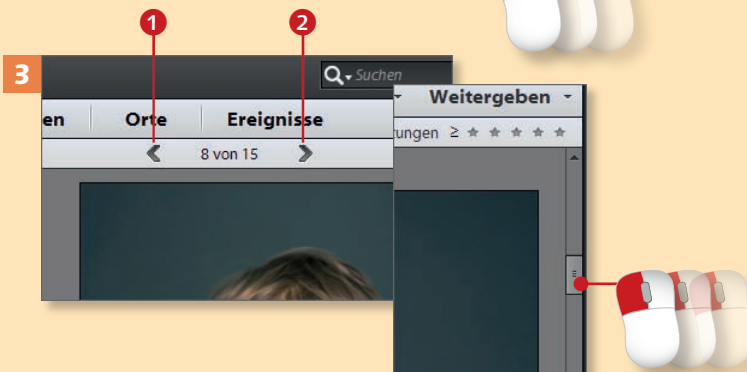 1 2
3
Suchen
en Orte Ereignisse
8 von 15
Weitergeben
tungen ≥